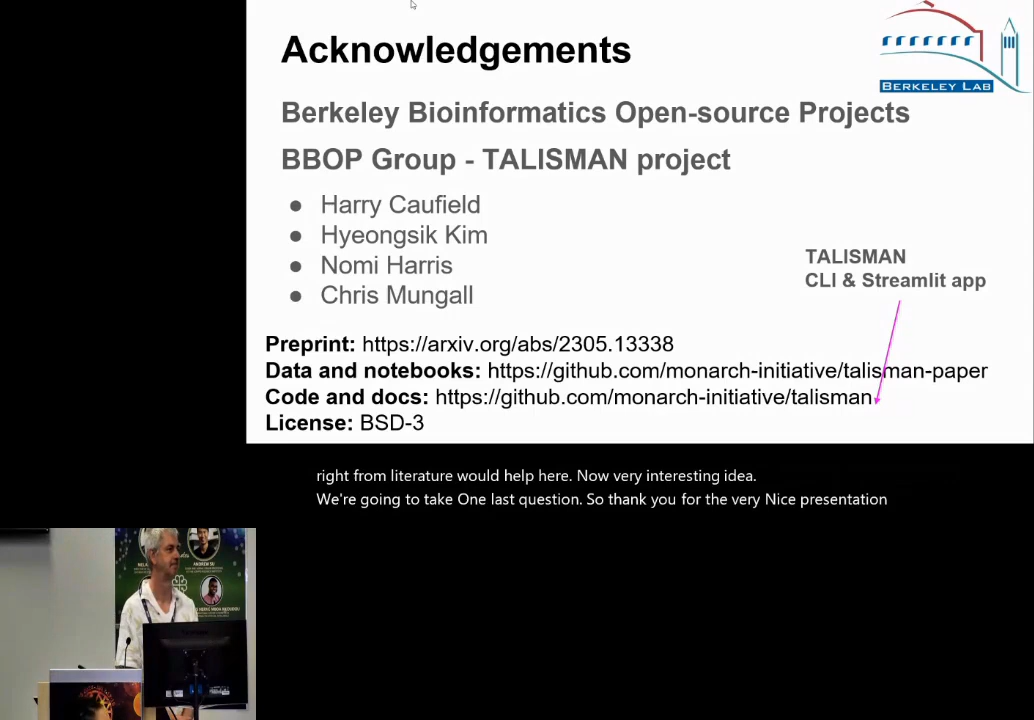 Acknowledgements
BERKELEY LAB
Berkeley Bioinformatics Open-source Projects
BBOP Group - TALISMAN project
● Harry Caufield
● Hyeongsik Kim
● Nomi Harris
● Chris Mungall
TALISMAN
CLI & Streamlit app
Preprint: https://arxiv.org/abs/2305.13338
Data and notebooks: https://github.com/monarch-initiative/talisman-paper
Code and docs: https://github.com/monarch-initiative/talisman
License: BSD-3
right from literature would help here. Now very interesting idea.
We're going to take One last question. So thank you for the very Nice presentation
ANDREW SU